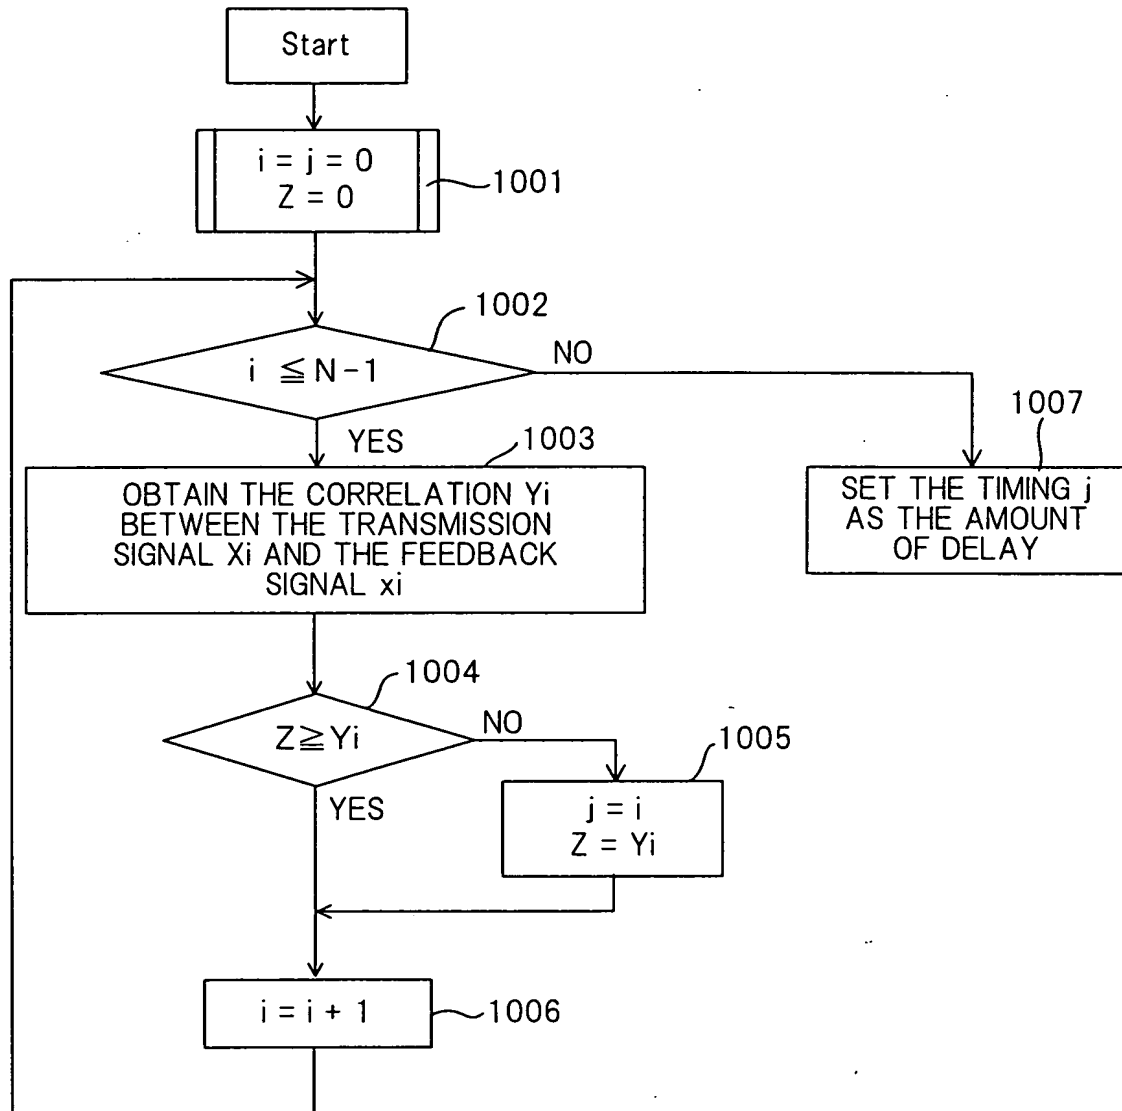 Start
i = j = 0
Z = 0
1001
1002
i ≦ N-1
NO
YES
1003
1007
OBTAIN THE CORRELATION Yi
BETWEEN THE TRANSMISSION
SIGNAL Xi AND THE FEEDBACK
SIGNAL xi
SET THE TIMING j
AS THE AMOUNT
OF DELAY
1004
Z≧Yi
NO
YES
1005
j = i
Z = Yi
i = i + 1
1006